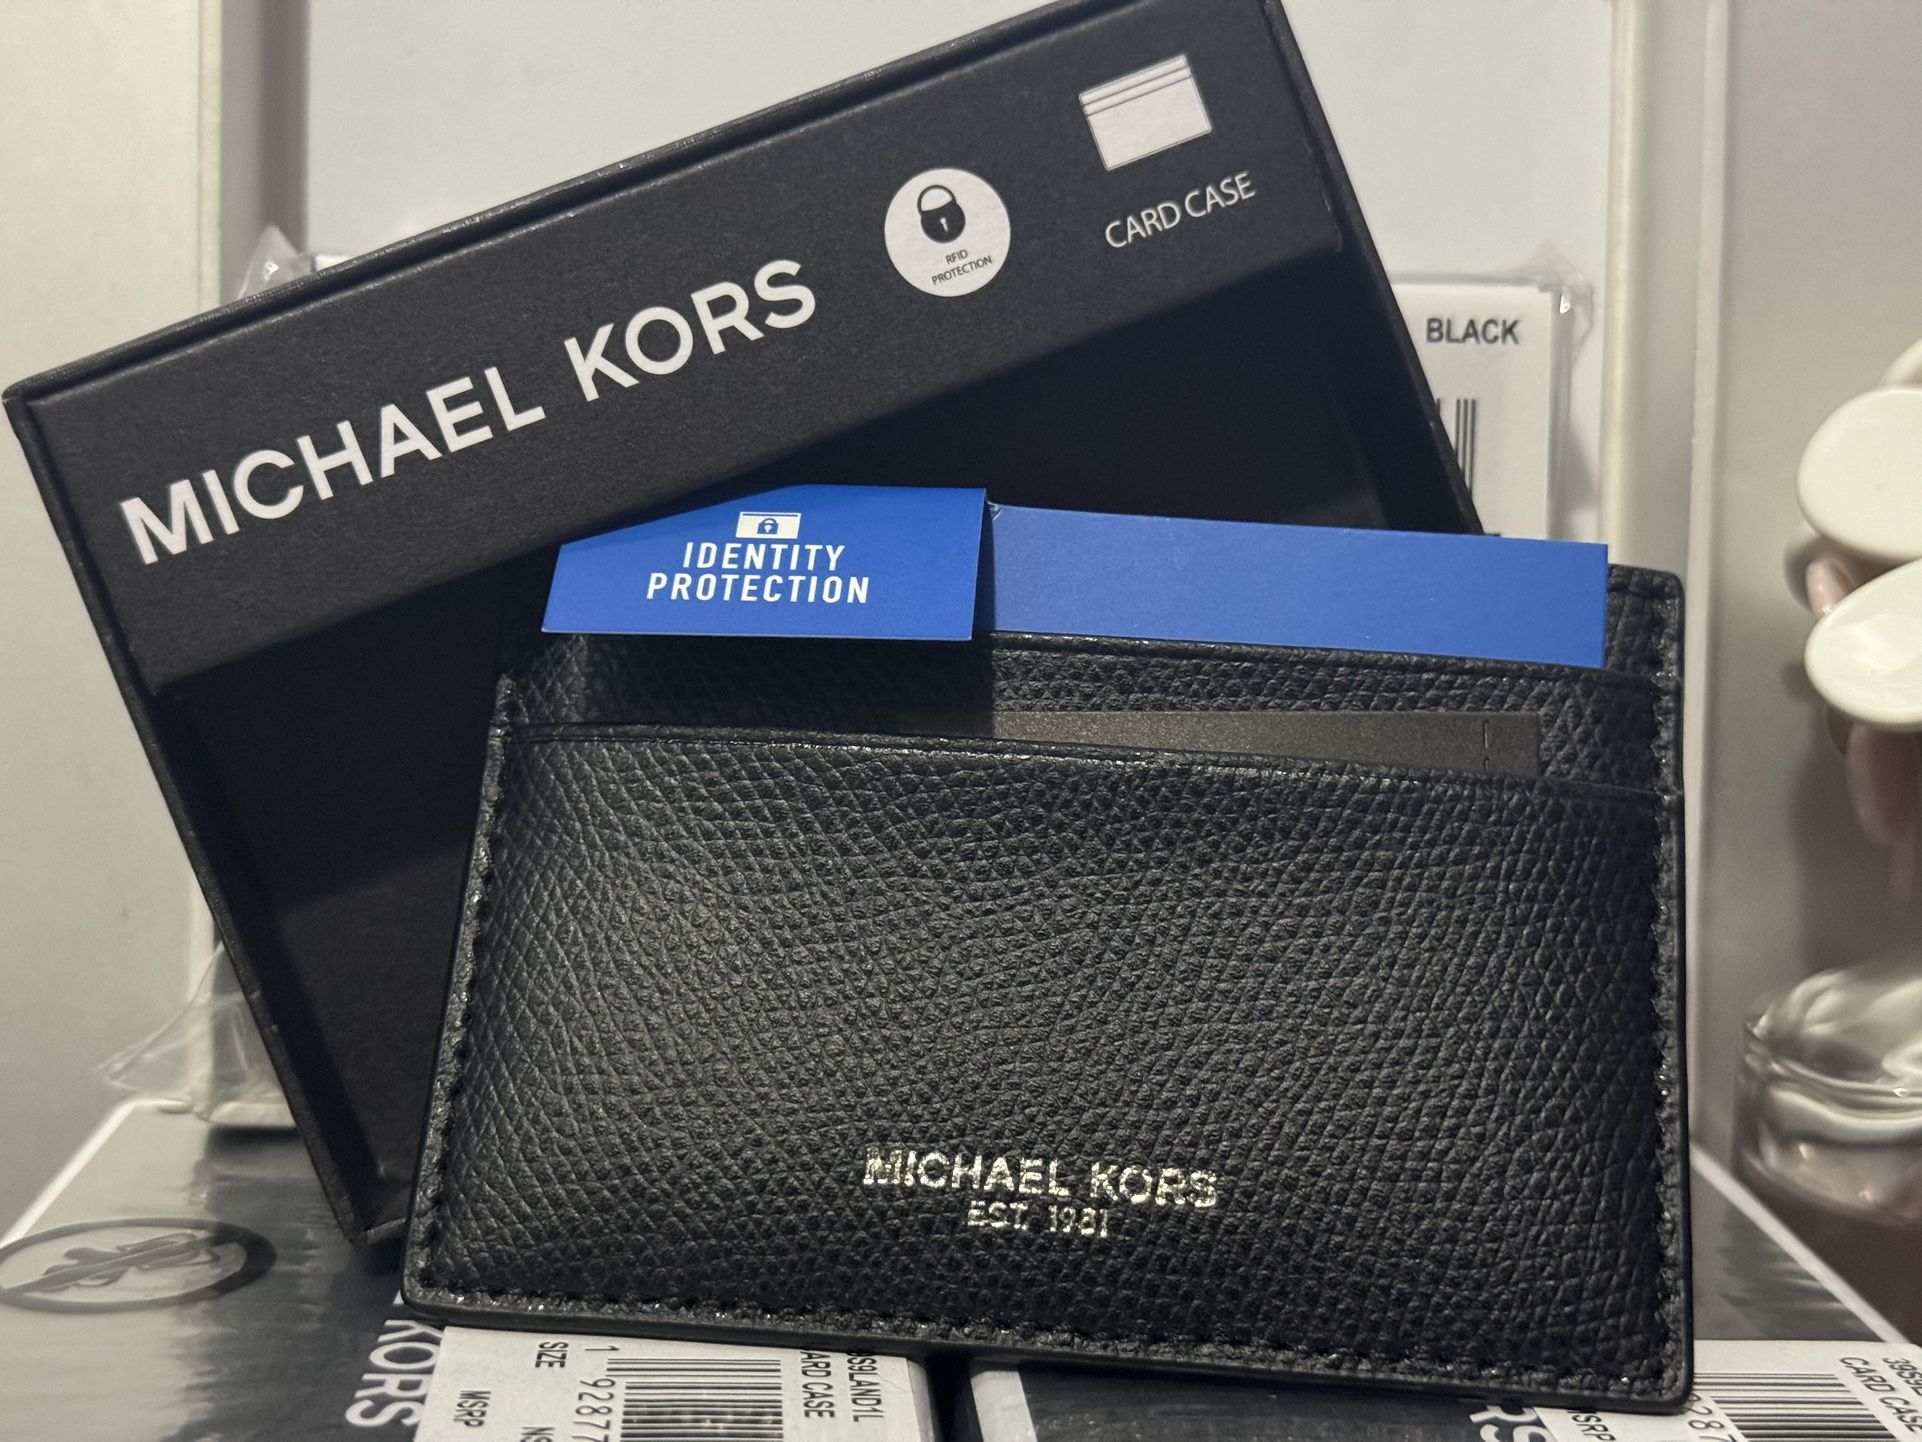 MICHAEL KORS
RFID
PROTECTION
CARD CASE
BLACK
IDENTITY
PROTECTION
MICHAEL KORS
EST. 1981
KORS
SIZE
MSRP
CARD CASE